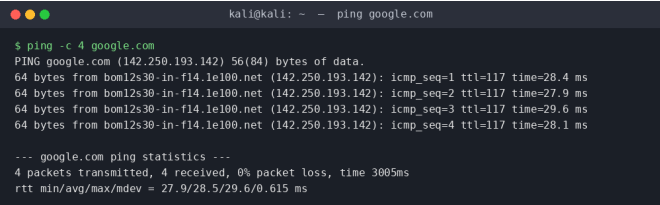 kali@kali: ~ — ping google.com
$ ping -c 4 google.com
PING google.com (142.250.193.142) 56(84) bytes of data.
64 bytes from bom12s30-in-f14.1e100.net (142.250.193.142): icmp_seq=1 ttl=117 time=28.4 ms
64 bytes from bom12s30-in-f14.1e100.net (142.250.193.142): icmp_seq=2 ttl=117 time=27.9 ms
64 bytes from bom12s30-in-f14.1e100.net (142.250.193.142): icmp_seq=3 ttl=117 time=29.6 ms
64 bytes from bom12s30-in-f14.1e100.net (142.250.193.142): icmp_seq=4 ttl=117 time=28.1 ms
--- google.com ping statistics ---
4 packets transmitted, 4 received, 0% packet loss, time 3005ms
rtt min/avg/max/mdev = 27.9/28.5/29.6/0.615 ms